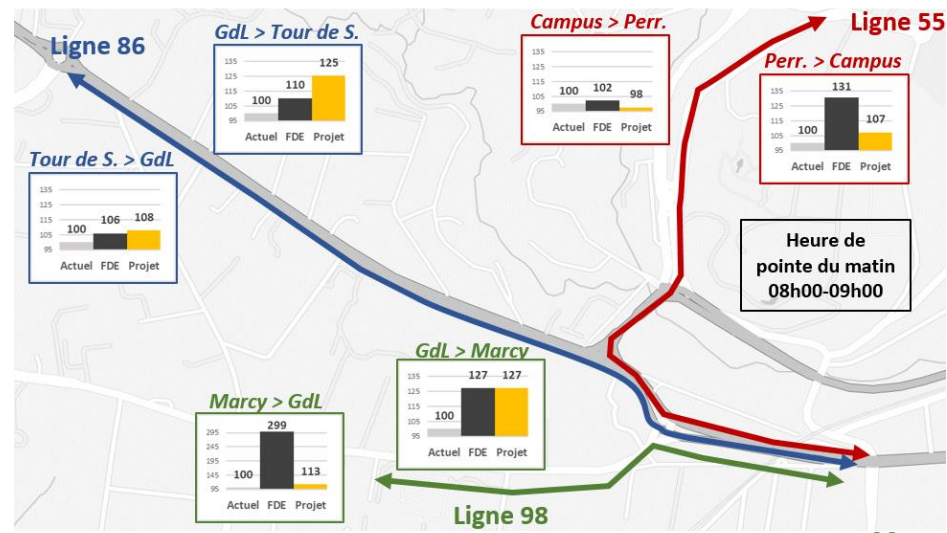 Ligne 86
GdL > Tour de S.
135
125
115
105
95
100
110
125
Actuel FDE Projet
Campus > Perr.
135
125
115
105
95
100
102
98
Actuel FDE Projet
Ligne 55
Perr. > Campus
135
125
115
105
95
100
131
107
Actuel FDE Projet
Tour de S. > GdL
135
125
115
105
95
100
106
108
Actuel FDE Projet
Heure de
pointe du matin
08h00-09h00
GdL > Marcy
135
125
115
105
95
100
127
127
Actuel FDE Projet
Marcy > GdL
295
245
195
145
95
100
299
113
Actuel FDE Projet
Ligne 98